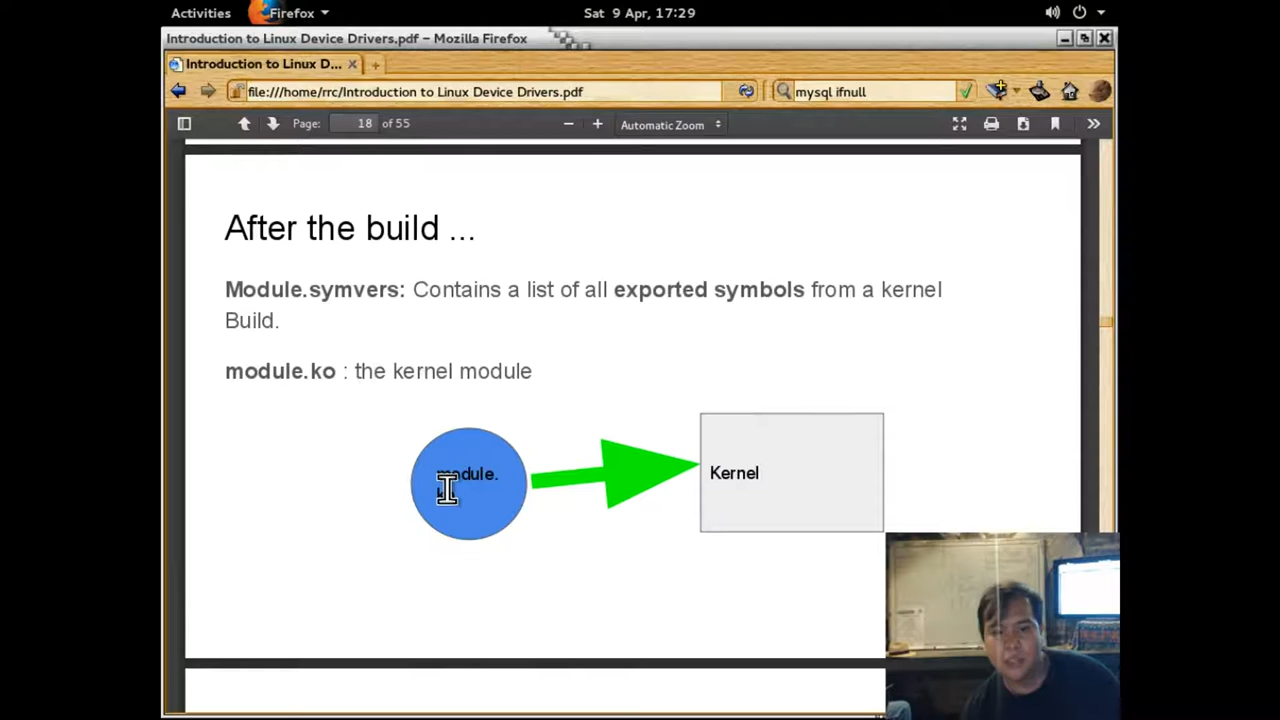 Activities Firefox Sat 9 Apr, 17:29
Introduction to Linux Device Drivers.pdf – Mozilla Firefox
Introduction to Linux D...
file:///home/rrc/Introduction to Linux Device Drivers.pdf mysql ifnull
Page: 18 of 55 Automatic Zoom
After the build ...
Module.symvers: Contains a list of all exported symbols from a kernel
Build.
module.ko : the kernel module
module.
Kernel